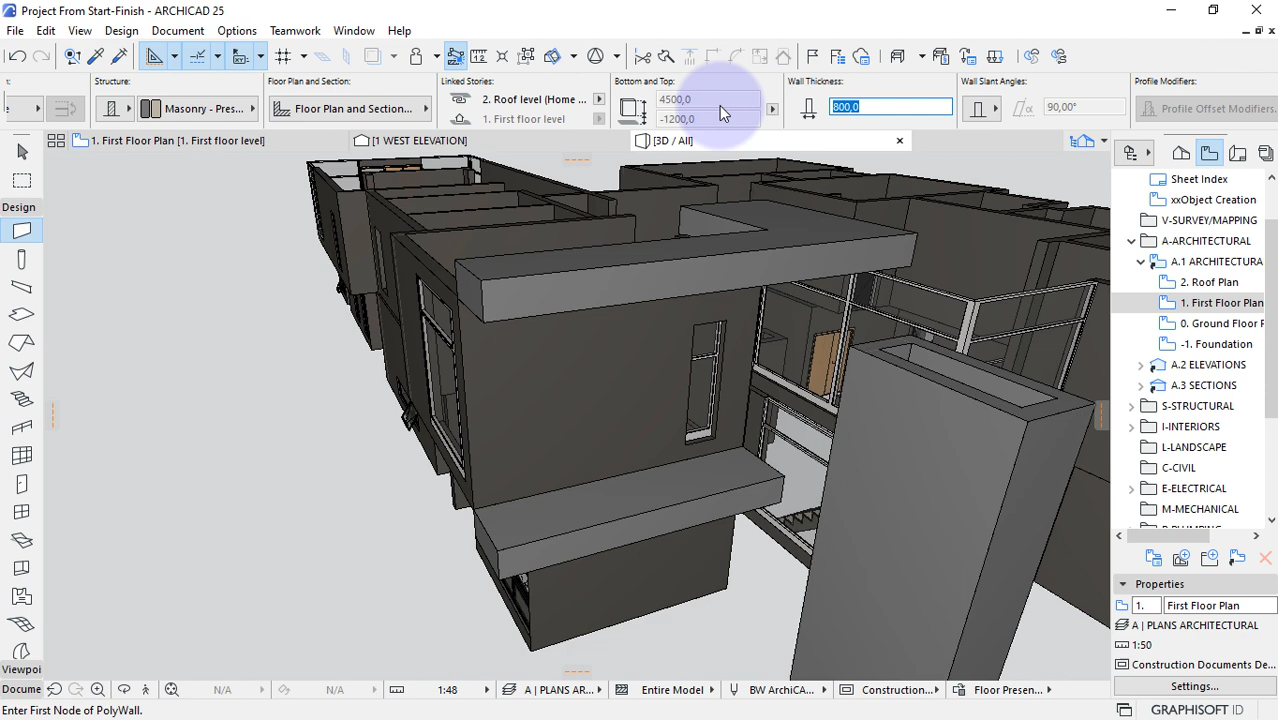 Project From Start-Finish - ARCHICAD 25
File Edit View Design Document Options Teamwork Window Help
Structure: Floor Plan and Section: Linked Stories: Bottom and Top: Wall Thickness: Wall Slant Angles: Profile Modifiers:
Masonry - Pres... Floor Plan and Section... 2. Roof level (Home ... 4500,0 800,0 90,00° Profile Offset Modifiers...
1. First floor level -1200,0
1. First Floor Plan [1. First floor level] [1 WEST ELEVATION] [3D / All]
Sheet Index
xxObject Creation
V-SURVEY/MAPPING
A-ARCHITECTURAL
A.1 ARCHITECTURA
2. Roof Plan
1. First Floor Plan
0. Ground Floor P
-1. Foundation
A.2 ELEVATIONS
A.3 SECTIONS
S-STRUCTURAL
I-INTERIORS
L-LANDSCAPE
C-CIVIL
E-ELECTRICAL
M-MECHANICAL
Design
Properties
1. First Floor Plan
A | PLANS ARCHITECTURAL
1:50
Construction Documents De...
Settings...
Viewpoi
Docume
N/A N/A 1:48 A | PLANS AR... Entire Model BW ArchiCA... Construction... Floor Presen...
Enter First Node of PolyWall.
GRAPHISOFT ID